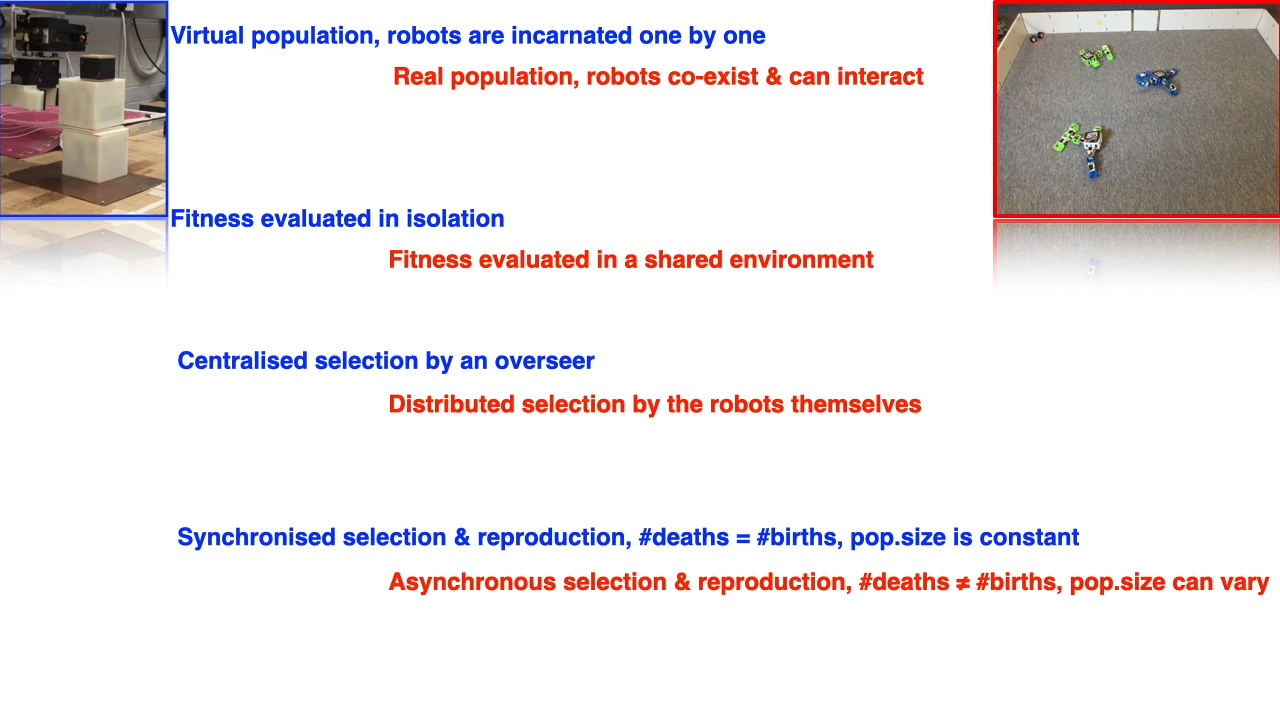 Virtual population, robots are incarnated one by one
Real population, robots co-exist & can interact
Fitness evaluated in isolation
Fitness evaluated in a shared environment
Centralised selection by an overseer
Distributed selection by the robots themselves
Synchronised selection & reproduction, #deaths = #births, pop.size is constant
Asynchronous selection & reproduction, #deaths ≠ #births, pop.size can vary